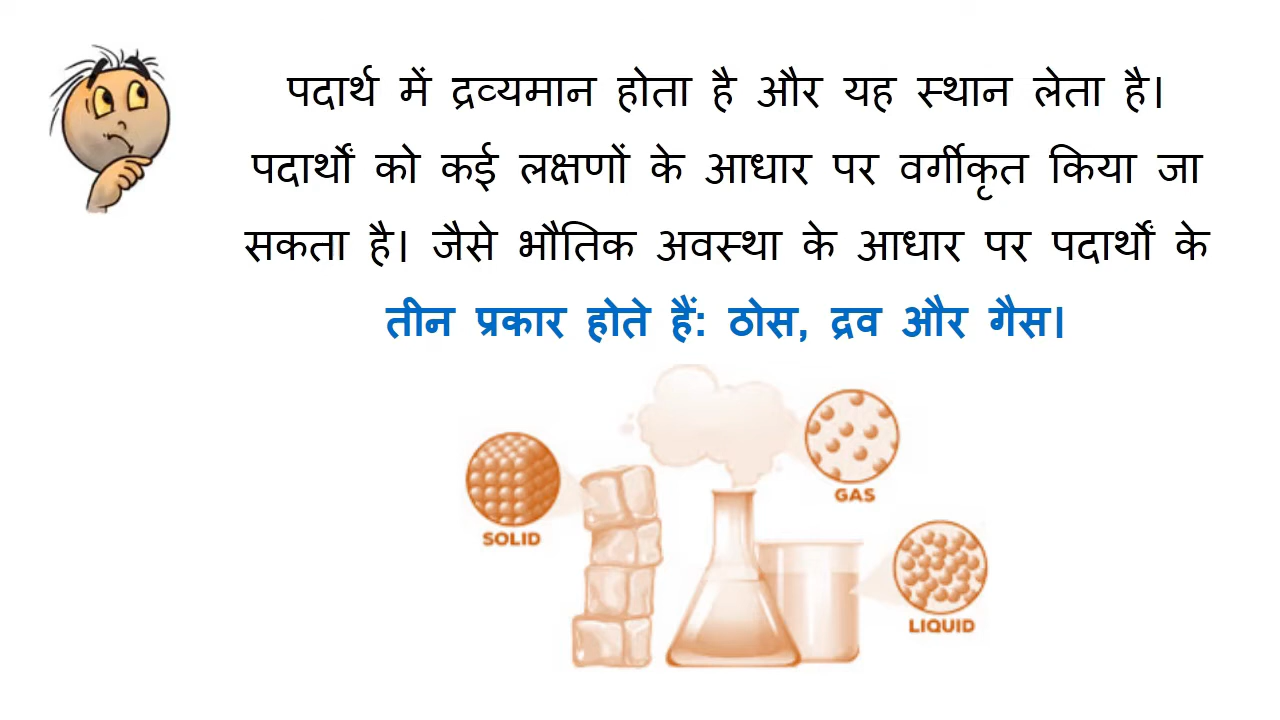 पदार्थ में द्रव्यमान होता है और यह स्थान लेता है।
पदार्थों को कई लक्षणों के आधार पर वर्गीकृत किया जा
सकता है। जैसे भौतिक अवस्था के आधार पर पदार्थों के
तीन प्रकार होते हैं: ठोस, द्रव और गैस।
GAS
SOLID
LIQUID